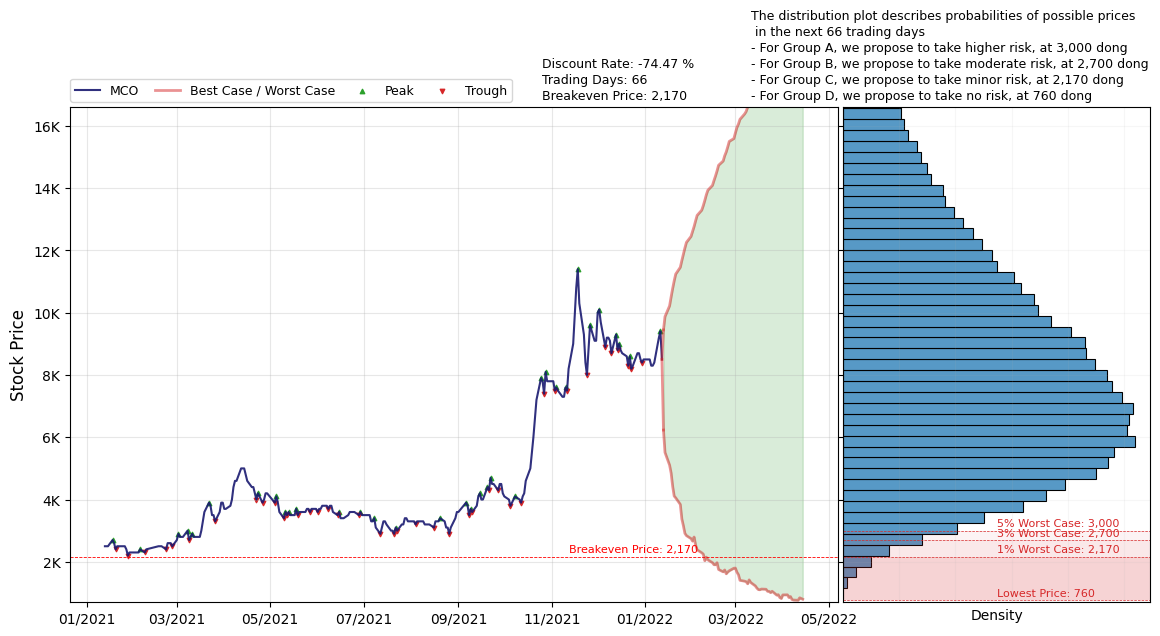 The distribution plot describes probabilities of possible prices
in the next 66 trading days
- For Group A, we propose to take higher risk, at 3,000 dong
- For Group B, we propose to take moderate risk, at 2,700 dong
- For Group C, we propose to take minor risk, at 2,170 dong
- For Group D, we propose to take no risk, at 760 dong
Discount Rate: -74.47 %
Trading Days: 66
Breakeven Price: 2,170
MCO
Best Case / Worst Case
Peak
Trough
Stock Price
16K
14K
12K
10K
8K
6K
4K
2K
Breakeven Price: 2,170
01/2021
03/2021
05/2021
07/2021
09/2021
11/2021
01/2022
03/2022
05/2022
5% Worst Case: 3,000
3% Worst Case: 2,700
1% Worst Case: 2,170
Lowest Price: 760
Density